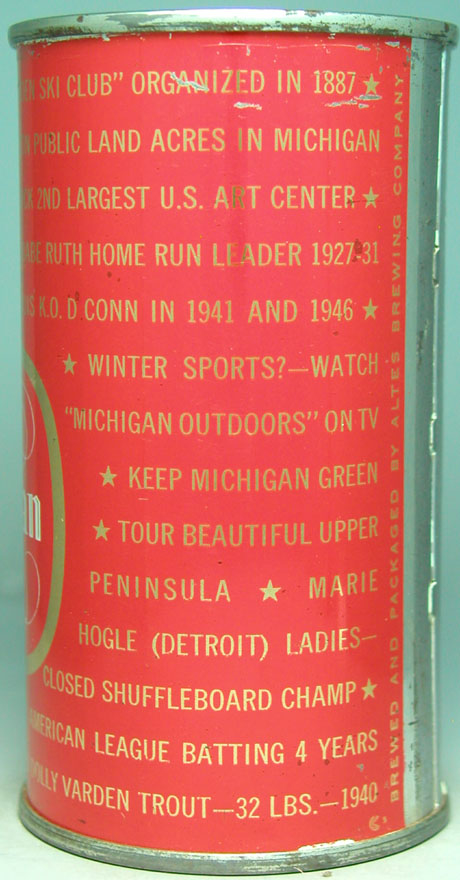 SKI CLUB" ORGANIZED IN 1887 ★
PUBLIC LAND ACRES IN MICHIGAN
2ND LARGEST U.S. ART CENTER ★
BABE RUTH HOME RUN LEADER 1927-31
K.O. D CONN IN 1941 AND 1946 ★
★ WINTER SPORTS?—WATCH
"MICHIGAN OUTDOORS" ON TV
★ KEEP MICHIGAN GREEN
★ TOUR BEAUTIFUL UPPER
PENINSULA ★ MARIE
HOGLE (DETROIT) LADIES—
CLOSED SHUFFLEBOARD CHAMP ★
AMERICAN LEAGUE BATTING 4 YEARS
DOLLY VARDEN TROUT—32 LBS.—1940
BREWED AND PACKAGED BY ALTES BREWING COMPANY